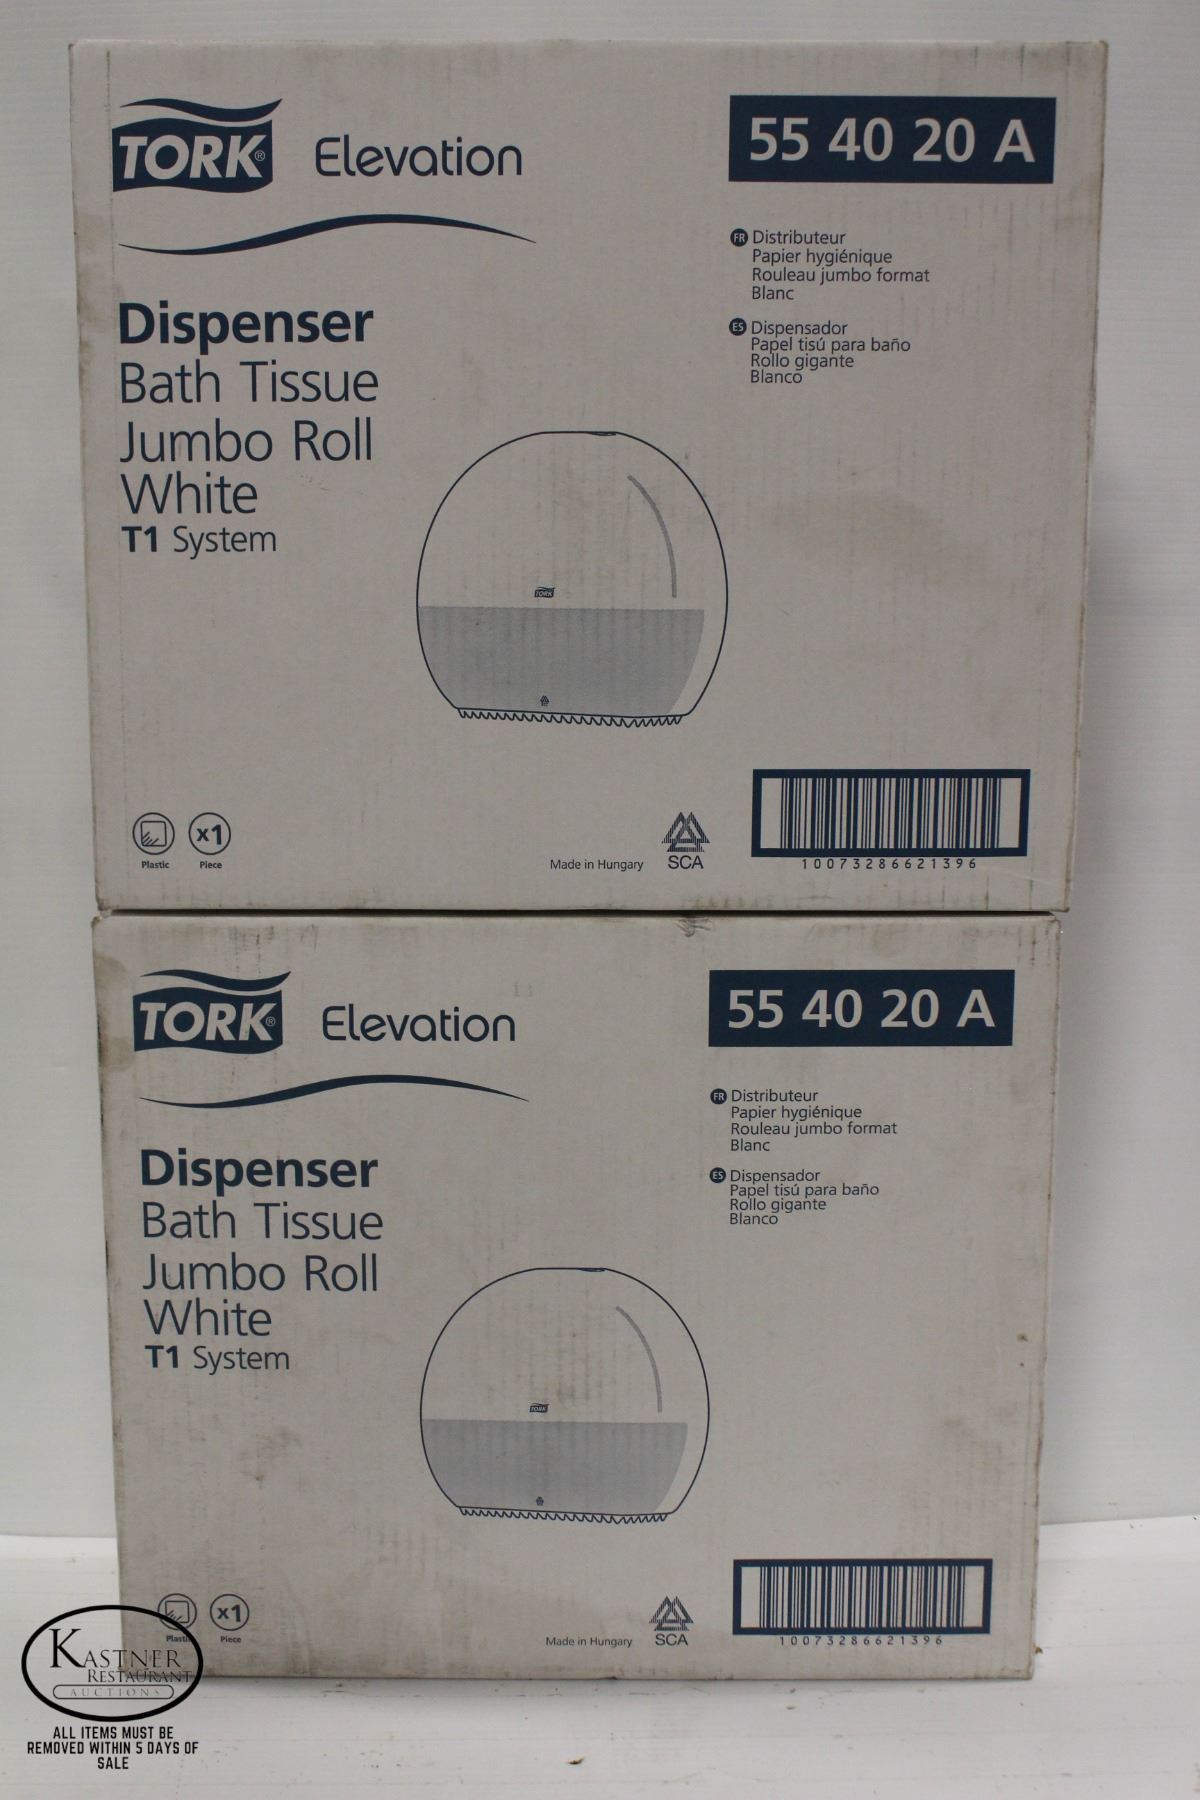 TORK®
Elevation
55 40 20 A
FR Distributeur
Papier hygiénique
Rouleau jumbo format
Blanc
ES Dispensador
Papel tisú para baño
Rollo gigante
Blanco
Dispenser
Bath Tissue
Jumbo Roll
White
T1 System
TORK
Plastic
x1
Piece
Made in Hungary
SCA
10073286621396
TORK®
Elevation
55 40 20 A
FR Distributeur
Papier hygiénique
Rouleau jumbo format
Blanc
ES Dispensador
Papel tisú para baño
Rollo gigante
Blanco
Dispenser
Bath Tissue
Jumbo Roll
White
T1 System
TORK
Plastic
x1
Piece
Made in Hungary
SCA
10073286621396
KASTNER
RESTAURANT
AUCTIONS
ALL ITEMS MUST BE
REMOVED WITHIN 5 DAYS OF
SALE